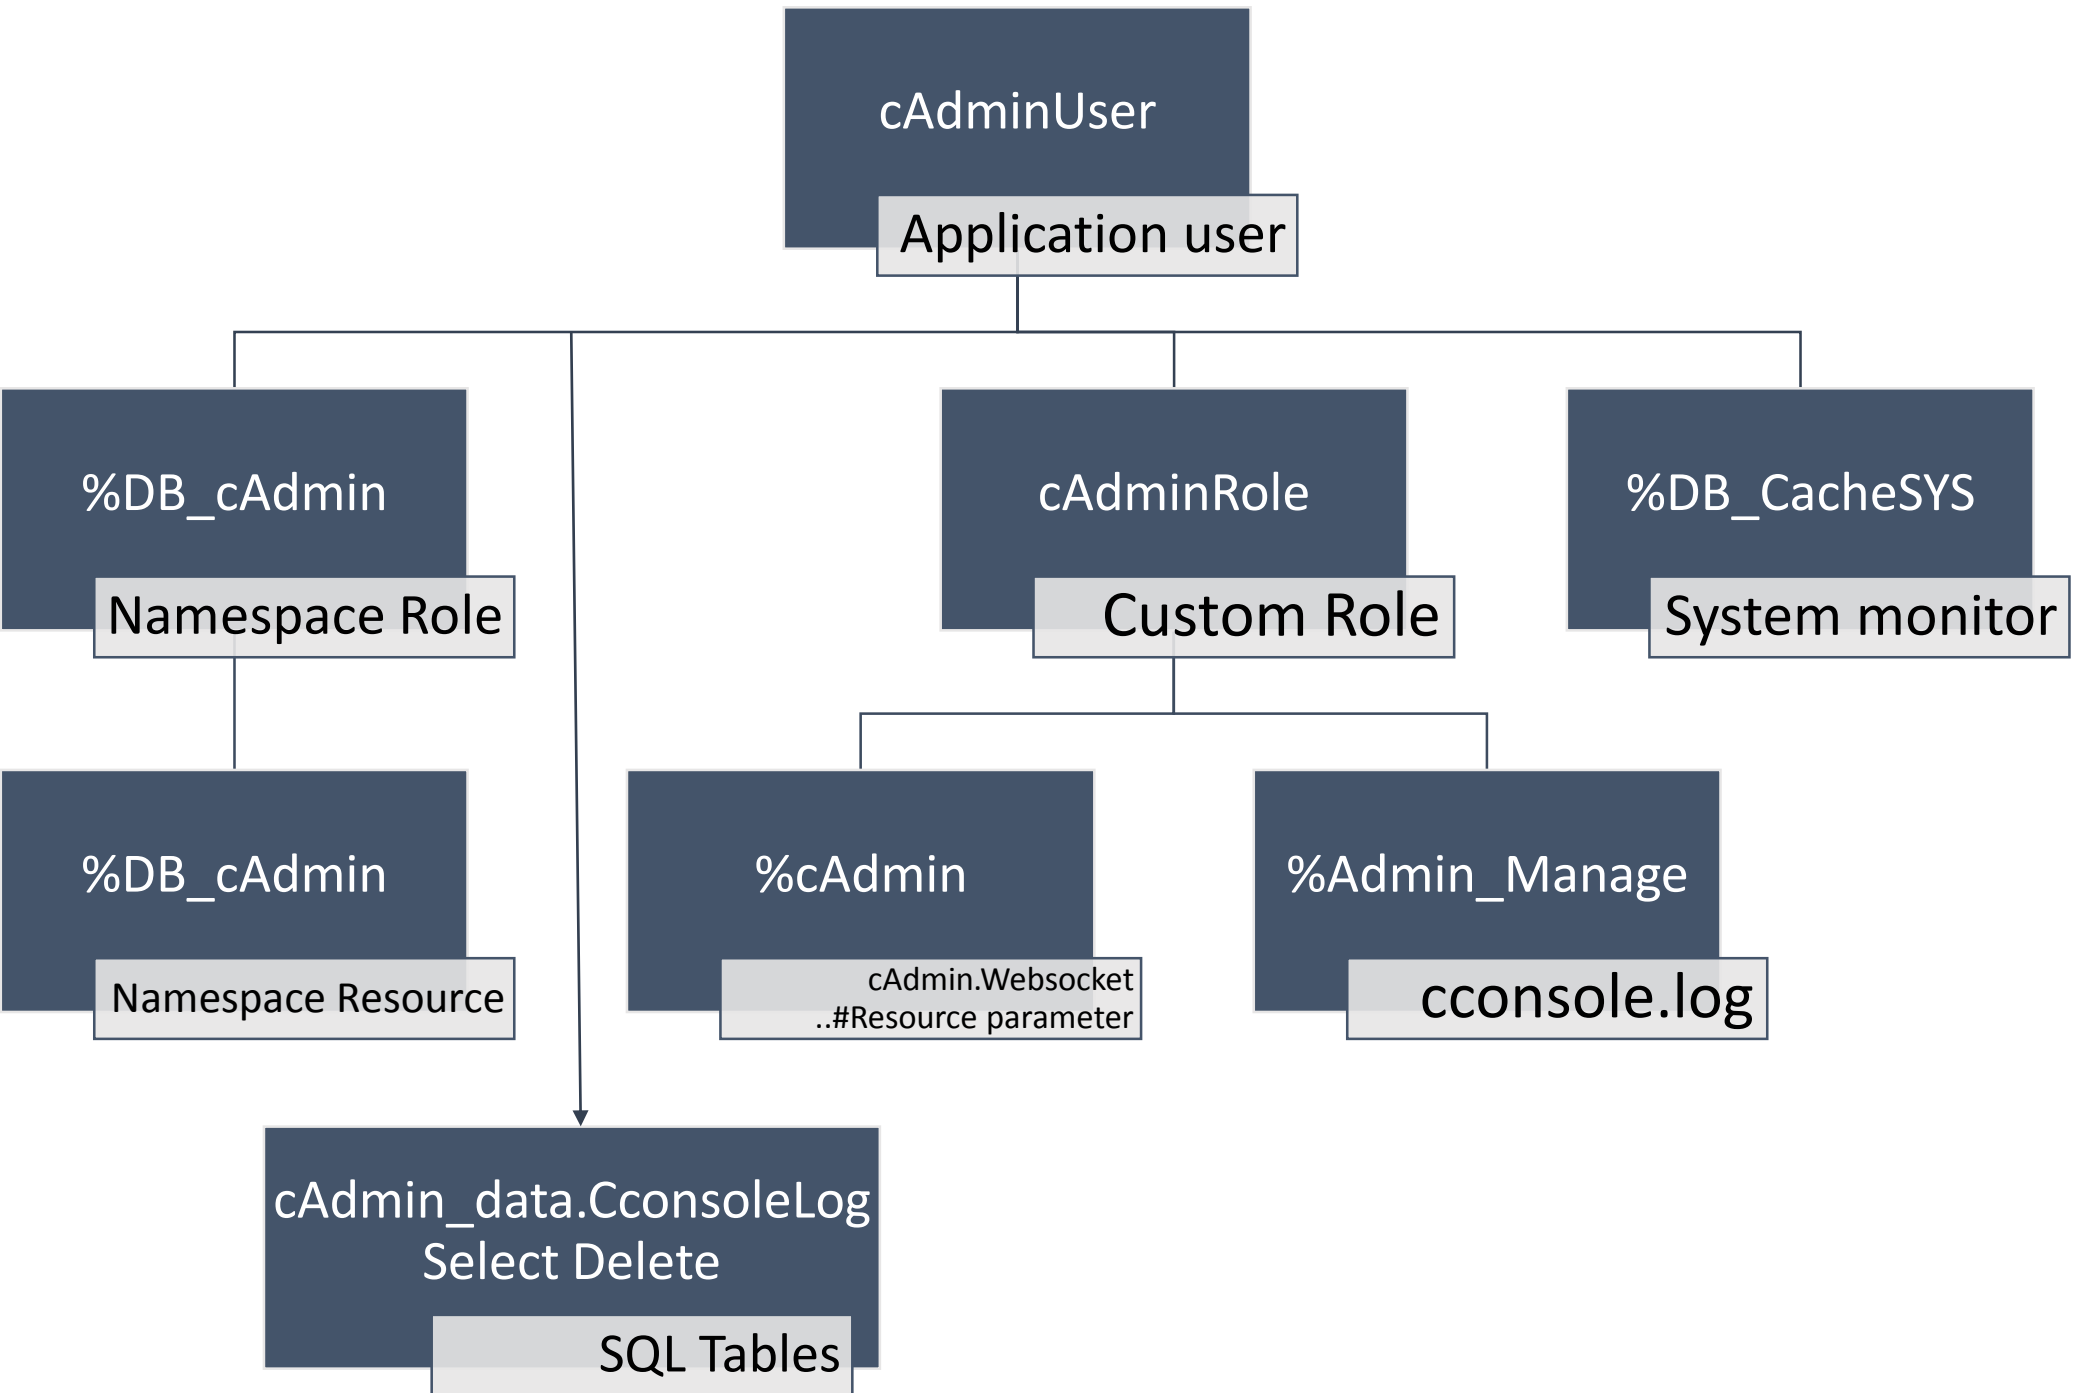 cAdminUser
Application user
%DB_cAdmin
Namespace Role
cAdminRole
Custom Role
%DB_CacheSYS
System monitor
%DB_cAdmin
Namespace Resource
%cAdmin
cAdmin.Websocket
..#Resource parameter
%Admin_Manage
cconsole.log
cAdmin_data.CconsoleLog
Select Delete
SQL Tables